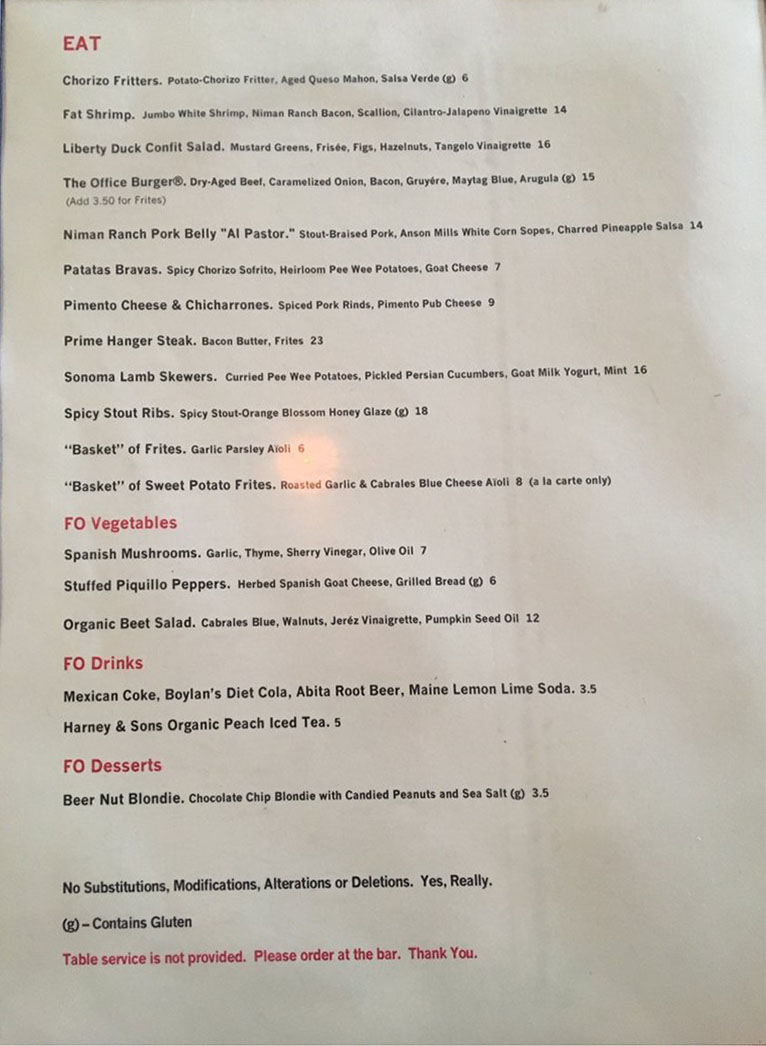 EAT
Chorizo Fritters. Potato-Chorizo Fritter, Aged Queso Mahon, Salsa Verde (g) 6
Fat Shrimp. Jumbo White Shrimp, Niman Ranch Bacon, Scallion, Cilantro-Jalapeno Vinaigrette 14
Liberty Duck Confit Salad. Mustard Greens, Frisée, Figs, Hazelnuts, Tangelo Vinaigrette 16
The Office Burger®. Dry-Aged Beef, Caramelized Onion, Bacon, Gruyére, Maytag Blue, Arugula (g) 15
(Add 3.50 for Frites)
Niman Ranch Pork Belly "Al Pastor." Stout-Braised Pork, Anson Mills White Corn Sopes, Charred Pineapple Salsa 14
Patatas Bravas. Spicy Chorizo Sofrito, Heirloom Pee Wee Potatoes, Goat Cheese 7
Pimento Cheese & Chicharrones. Spiced Pork Rinds, Pimento Pub Cheese 9
Prime Hanger Steak. Bacon Butter, Frites 23
Sonoma Lamb Skewers. Curried Pee Wee Potatoes, Pickled Persian Cucumbers, Goat Milk Yogurt, Mint 16
Spicy Stout Ribs. Spicy Stout-Orange Blossom Honey Glaze (g) 18
“Basket” of Frites. Garlic Parsley Aïoli 6
“Basket” of Sweet Potato Frites. Roasted Garlic & Cabrales Blue Cheese Aïoli 8 (a la carte only)
FO Vegetables
Spanish Mushrooms. Garlic, Thyme, Sherry Vinegar, Olive Oil 7
Stuffed Piquillo Peppers. Herbed Spanish Goat Cheese, Grilled Bread (g) 6
Organic Beet Salad. Cabrales Blue, Walnuts, Jeréz Vinaigrette, Pumpkin Seed Oil 12
FO Drinks
Mexican Coke, Boylan’s Diet Cola, Abita Root Beer, Maine Lemon Lime Soda. 3.5
Harney & Sons Organic Peach Iced Tea. 5
FO Desserts
Beer Nut Blondie. Chocolate Chip Blondie with Candied Peanuts and Sea Salt (g) 3.5
No Substitutions, Modifications, Alterations or Deletions. Yes, Really.
(g) – Contains Gluten
Table service is not provided. Please order at the bar. Thank You.